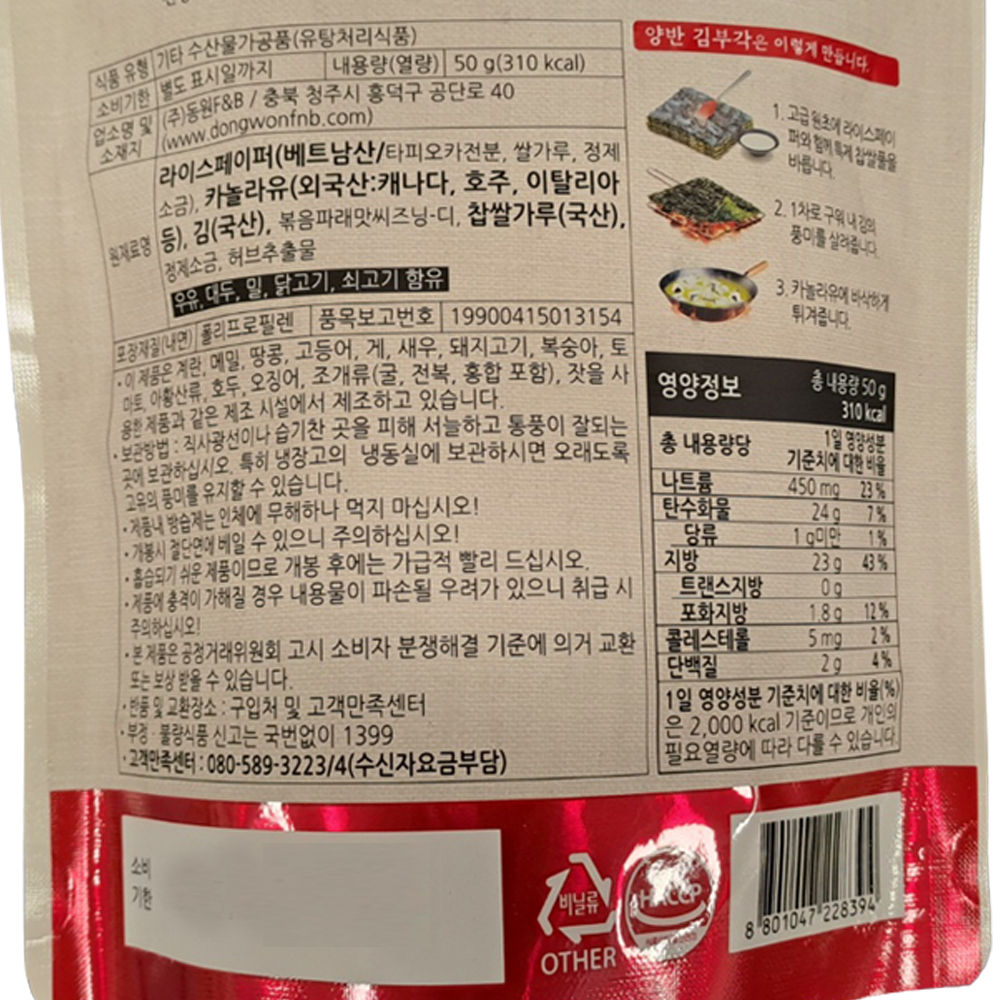 식품 유형 기타 수산물가공품(유탕처리식품)
소비기한 별도 표시일까지 내용량(열량) 50 g(310 kcal)
업소명 및 소재지 (주)동원F&B / 충북 청주시 흥덕구 공단로 40
(www.dongwonfnb.com)
원재료명
라이스페이퍼(베트남산/타피오카전분, 쌀가루, 정제
소금), 카놀라유(외국산:캐나다, 호주, 이탈리아
등), 김(국산), 볶음파래맛씨즈닝-디, 찹쌀가루(국산),
정제소금, 허브추출물
우유, 대두, 밀, 닭고기, 쇠고기 함유
포장재질(내면) 폴리프로필렌 품목보고번호 19900415013154
• 이 제품은 계란, 메밀, 땅콩, 고등어, 게, 새우, 돼지고기, 복숭아, 토
마토, 아황산류, 호두, 오징어, 조개류(굴, 전복, 홍합 포함), 잣을 사
용한 제품과 같은 제조 시설에서 제조하고 있습니다.
• 보관방법 : 직사광선이나 습기찬 곳을 피해 서늘하고 통풍이 잘되는
곳에 보관하십시오. 특히 냉장고의 냉동실에 보관하시면 오래도록
고유의 풍미를 유지할 수 있습니다.
• 제품내 방습제는 인체에 무해하나 먹지 마십시오!
• 개봉시 절단면에 베일 수 있으니 주의하십시오!
• 흡습되기 쉬운 제품이므로 개봉 후에는 가급적 빨리 드십시오.
• 제품에 충격이 가해질 경우 내용물이 파손될 우려가 있으니 취급 시
주의하십시오!
• 본 제품은 공정거래위원회 고시 소비자 분쟁해결 기준에 의거 교환
또는 보상 받을 수 있습니다.
• 반품 및 교환장소 : 구입처 및 고객만족센터
• 부정 · 불량식품 신고는 국번없이 1399
• 고객만족센터 : 080-589-3223/4(수신자요금부담)
양반 김부각은 이렇게 만듭니다.
1. 고급 원초에 라이스페이
퍼와 함께 특제 찹쌀풀을
바릅니다.
2. 1차로 구워 내 김의
풍미를 살려줍니다.
3. 카놀라유에 바삭하게
튀겨줍니다.
영양정보 총 내용량 50 g
310 kcal
총 내용량당 1일 영양성분
기준치에 대한 비율
나트륨 450 mg 23 %
탄수화물 24 g 7 %
당류 1 g미만 1 %
지방 23 g 43 %
트랜스지방 0 g
포화지방 1.8 g 12 %
콜레스테롤 5 mg 2 %
단백질 2 g 4 %
1일 영양성분 기준치에 대한 비율(%)
은 2,000 kcal 기준이므로 개인의
필요열량에 따라 다를 수 있습니다.
소비
기한
비닐류
OTHER
HACCP
8 801047 228394